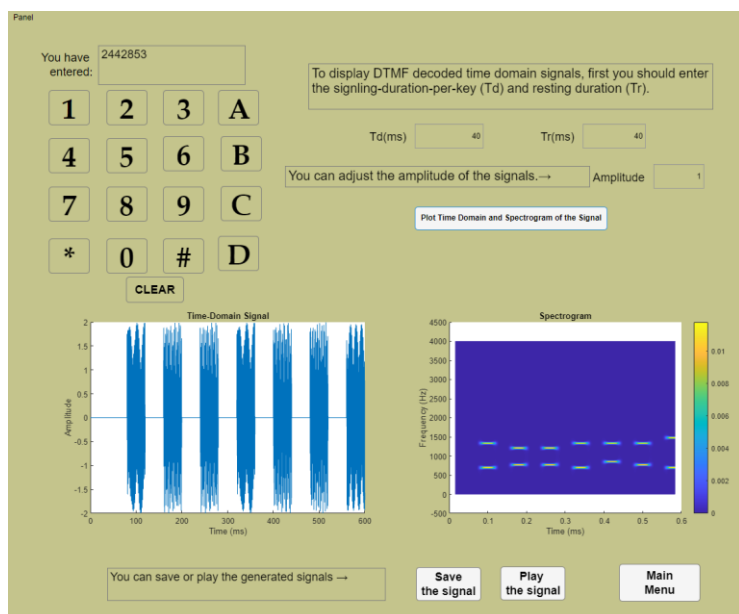 Panel
You have
entered:
2442853
1 2 3 A
4 5 6 B
7 8 9 C
* 0 # D
CLEAR
To display DTMF decoded time domain signals, first you should enter
the signling-duration-per-key (Td) and resting duration (Tr).
Td(ms) 40 Tr(ms) 40
You can adjust the amplitude of the signals.→ Amplitude 1
Plot Time Domain and Spectrogram of the Signal
Time-Domain Signal
2
1.5
1
0.5
0
-0.5
-1
-1.5
-2
Amplitude
0 100 200 300 400 500 600
Time (ms)
Spectrogram
4500
4000
3500
3000
2500
2000
1500
1000
500
0
-500
Frequency (Hz)
0 0.1 0.2 0.3 0.4 0.5 0.6
Time (ms)
0.01
0.008
0.006
0.004
0.002
0
You can save or play the generated signals →
Save
the signal
Play
the signal
Main
Menu